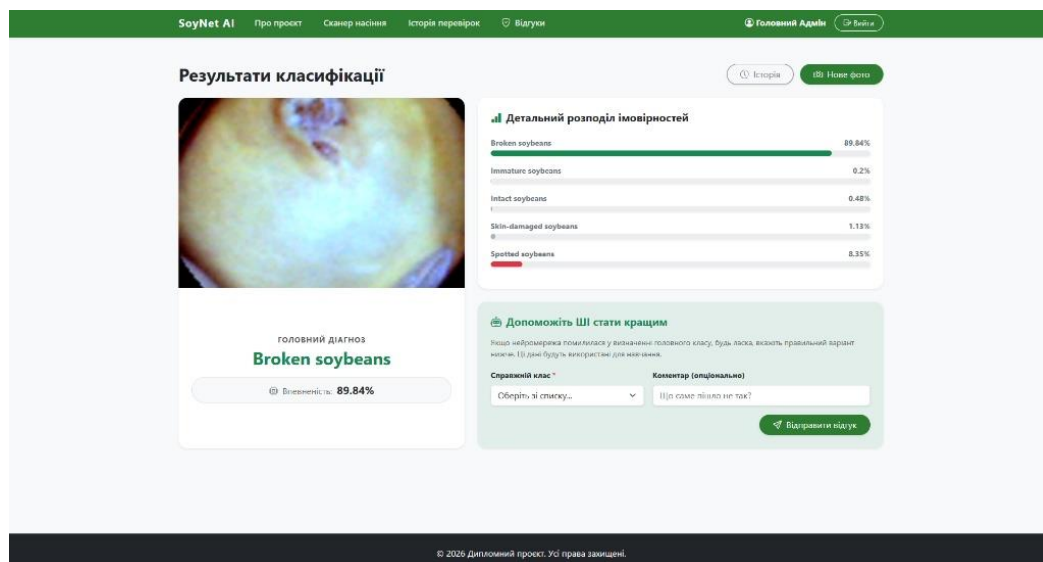 SoyNet AI Про проєкт Сканер насіння Історія перевірок Відгуки Головний Адмін Вийти
Результати класифікації
Історія Нове фото
Детальний розподіл імовірностей
Broken soybeans 89.84%
Immature soybeans 0.2%
Intact soybeans 0.48%
Skin-damaged soybeans 1.13%
Spotted soybeans 8.35%
ГОЛОВНИЙ ДІАГНОЗ
Broken soybeans
Впевненість: 89.84%
Допоможіть ШІ стати кращим
Якщо нейромережа помилилася у визначенні головного класу, будь ласка, вкажіть правильний варіант
нижче. Ці дані будуть використані для навчання.
Справжній клас * Коментар (опціонально)
Оберіть зі списку... Що саме пішло не так?
Відправити відгук
© 2026 Дипломний проєкт. Усі права захищені.